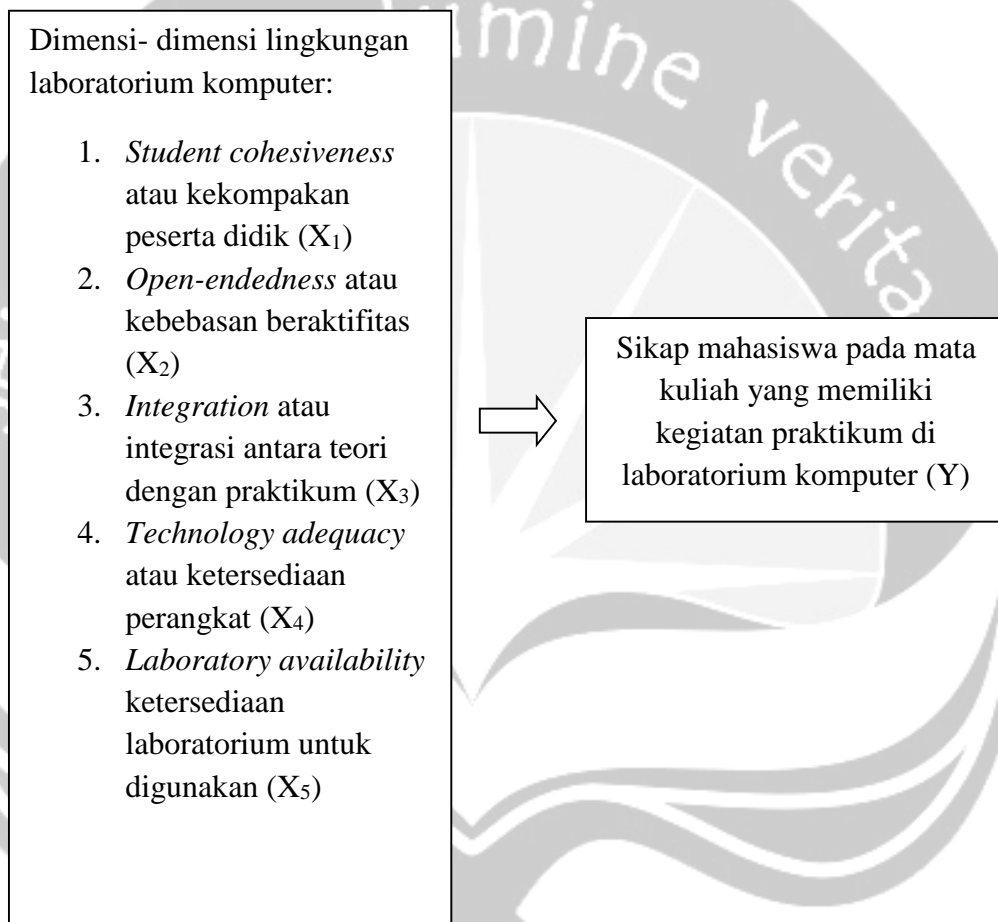 umine verita
Dimensi- dimensi lingkungan
laboratorium komputer:
1. Student cohesiveness
atau kekompakan
peserta didik (X₁)
2. Open-endedness atau
kebebasan beraktifitas
(X₂)
3. Integration atau
integrasi antara teori
dengan praktikum (X₃)
4. Technology adequacy
atau ketersediaan
perangkat (X₄)
5. Laboratory availability
ketersediaan
laboratorium untuk
digunakan (X₅)
Sikap mahasiswa pada mata
kuliah yang memiliki
kegiatan praktikum di
laboratorium komputer (Y)